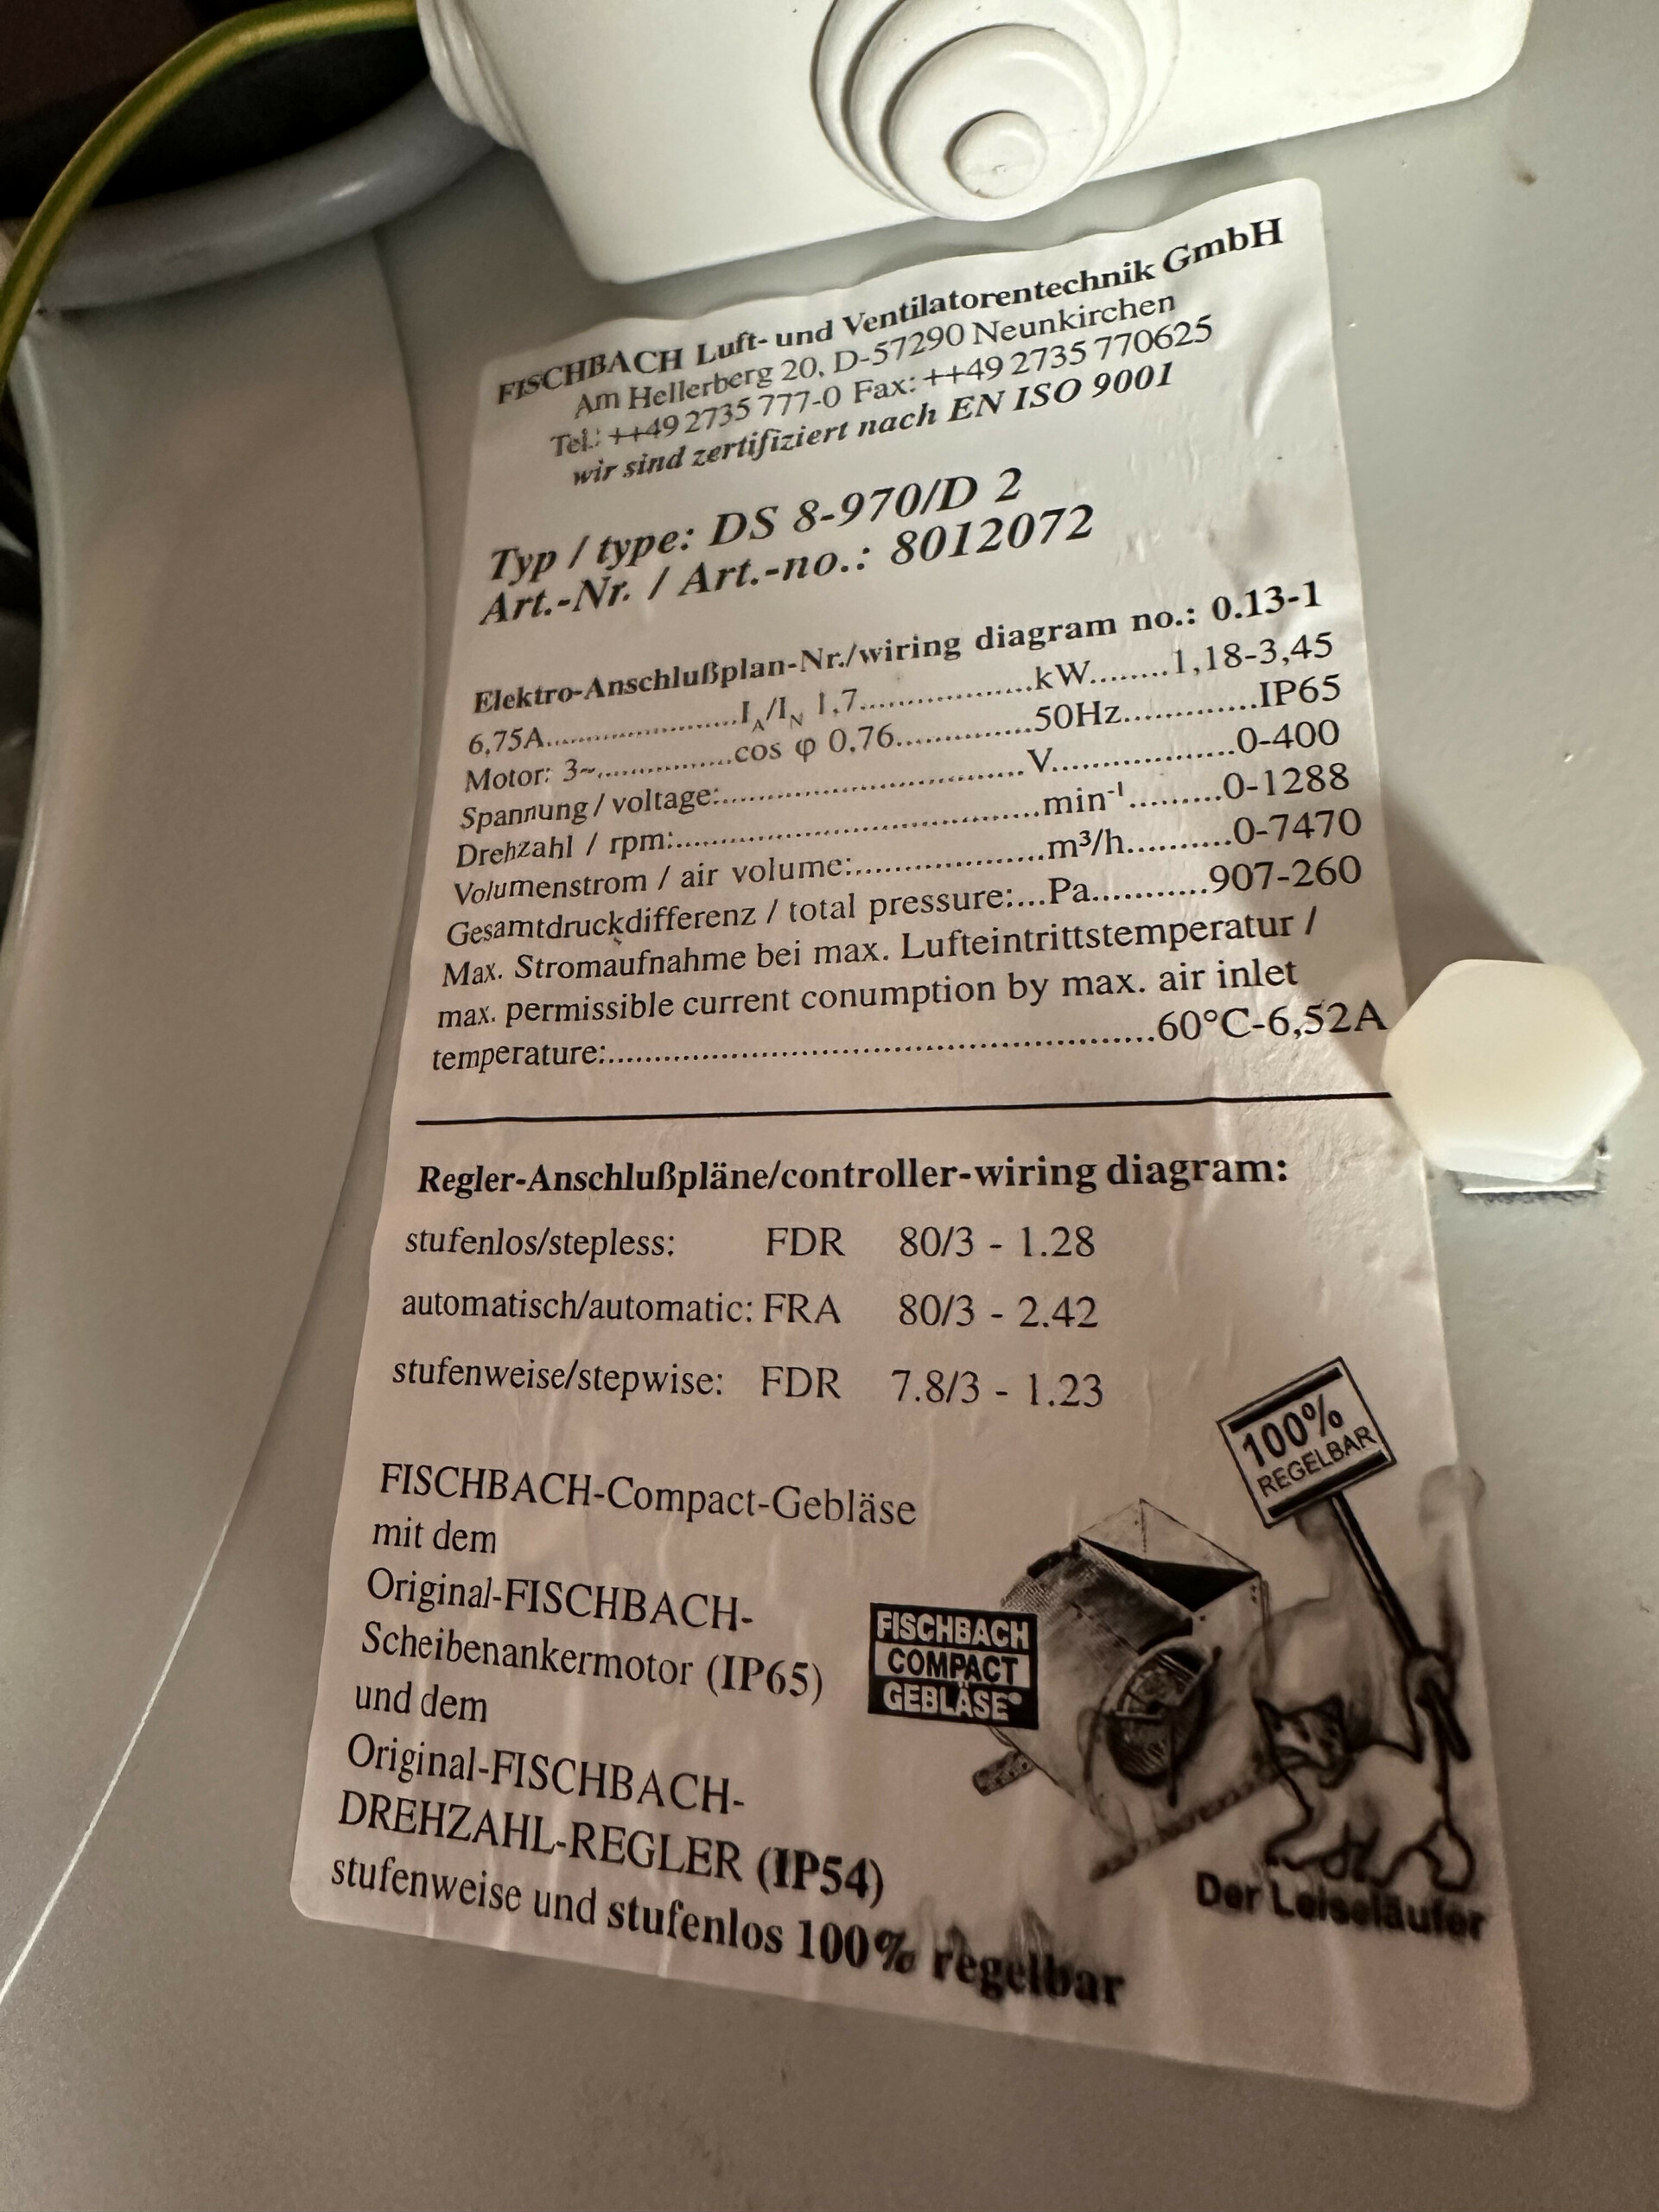 FISCHBACH Luft- und Ventilatorentechnik GmbH
Am Hellerberg 20, D-57290 Neunkirchen
Tel.: ++49 2735 777-0 Fax: ++49 2735 770625
wir sind zertifiziert nach EN ISO 9001
Typ / type: DS 8-970/D 2
Art.-Nr. / Art.-no.: 8012072
Elektro-Anschlußplan-Nr./wiring diagram no.: 0.13-1
6,75A........................I_A/I_N 1,7.....................kW........1,18-3,45
Motor: 3~,................cos φ 0,76................50Hz..............IP65
Spannung / voltage:....................................V...................0-400
Drehzahl / rpm:...........................................min⁻¹.........0-1288
Volumenstrom / air volume:......................m³/h...........0-7470
Gesamtdruckdifferenz / total pressure:...Pa...........907-260
Max. Stromaufnahme bei max. Lufteintrittstemperatur /
max. permissible current conumption by max. air inlet
temperature:........................................................60°C-6,52A
Regler-Anschlußpläne/controller-wiring diagram:
stufenlos/stepless: FDR 80/3 - 1.28
automatisch/automatic: FRA 80/3 - 2.42
stufenweise/stepwise: FDR 7.8/3 - 1.23
100%
REGELBAR
FISCHBACH-Compact-Gebläse
mit dem
Original-FISCHBACH-
Scheibenankermotor (IP65)
und dem
Original-FISCHBACH-
DREHZAHL-REGLER (IP54)
stufenweise und stufenlos 100% regelbar
FISCHBACH
COMPACT
GEBLÄSE®
Der Leiseläufer